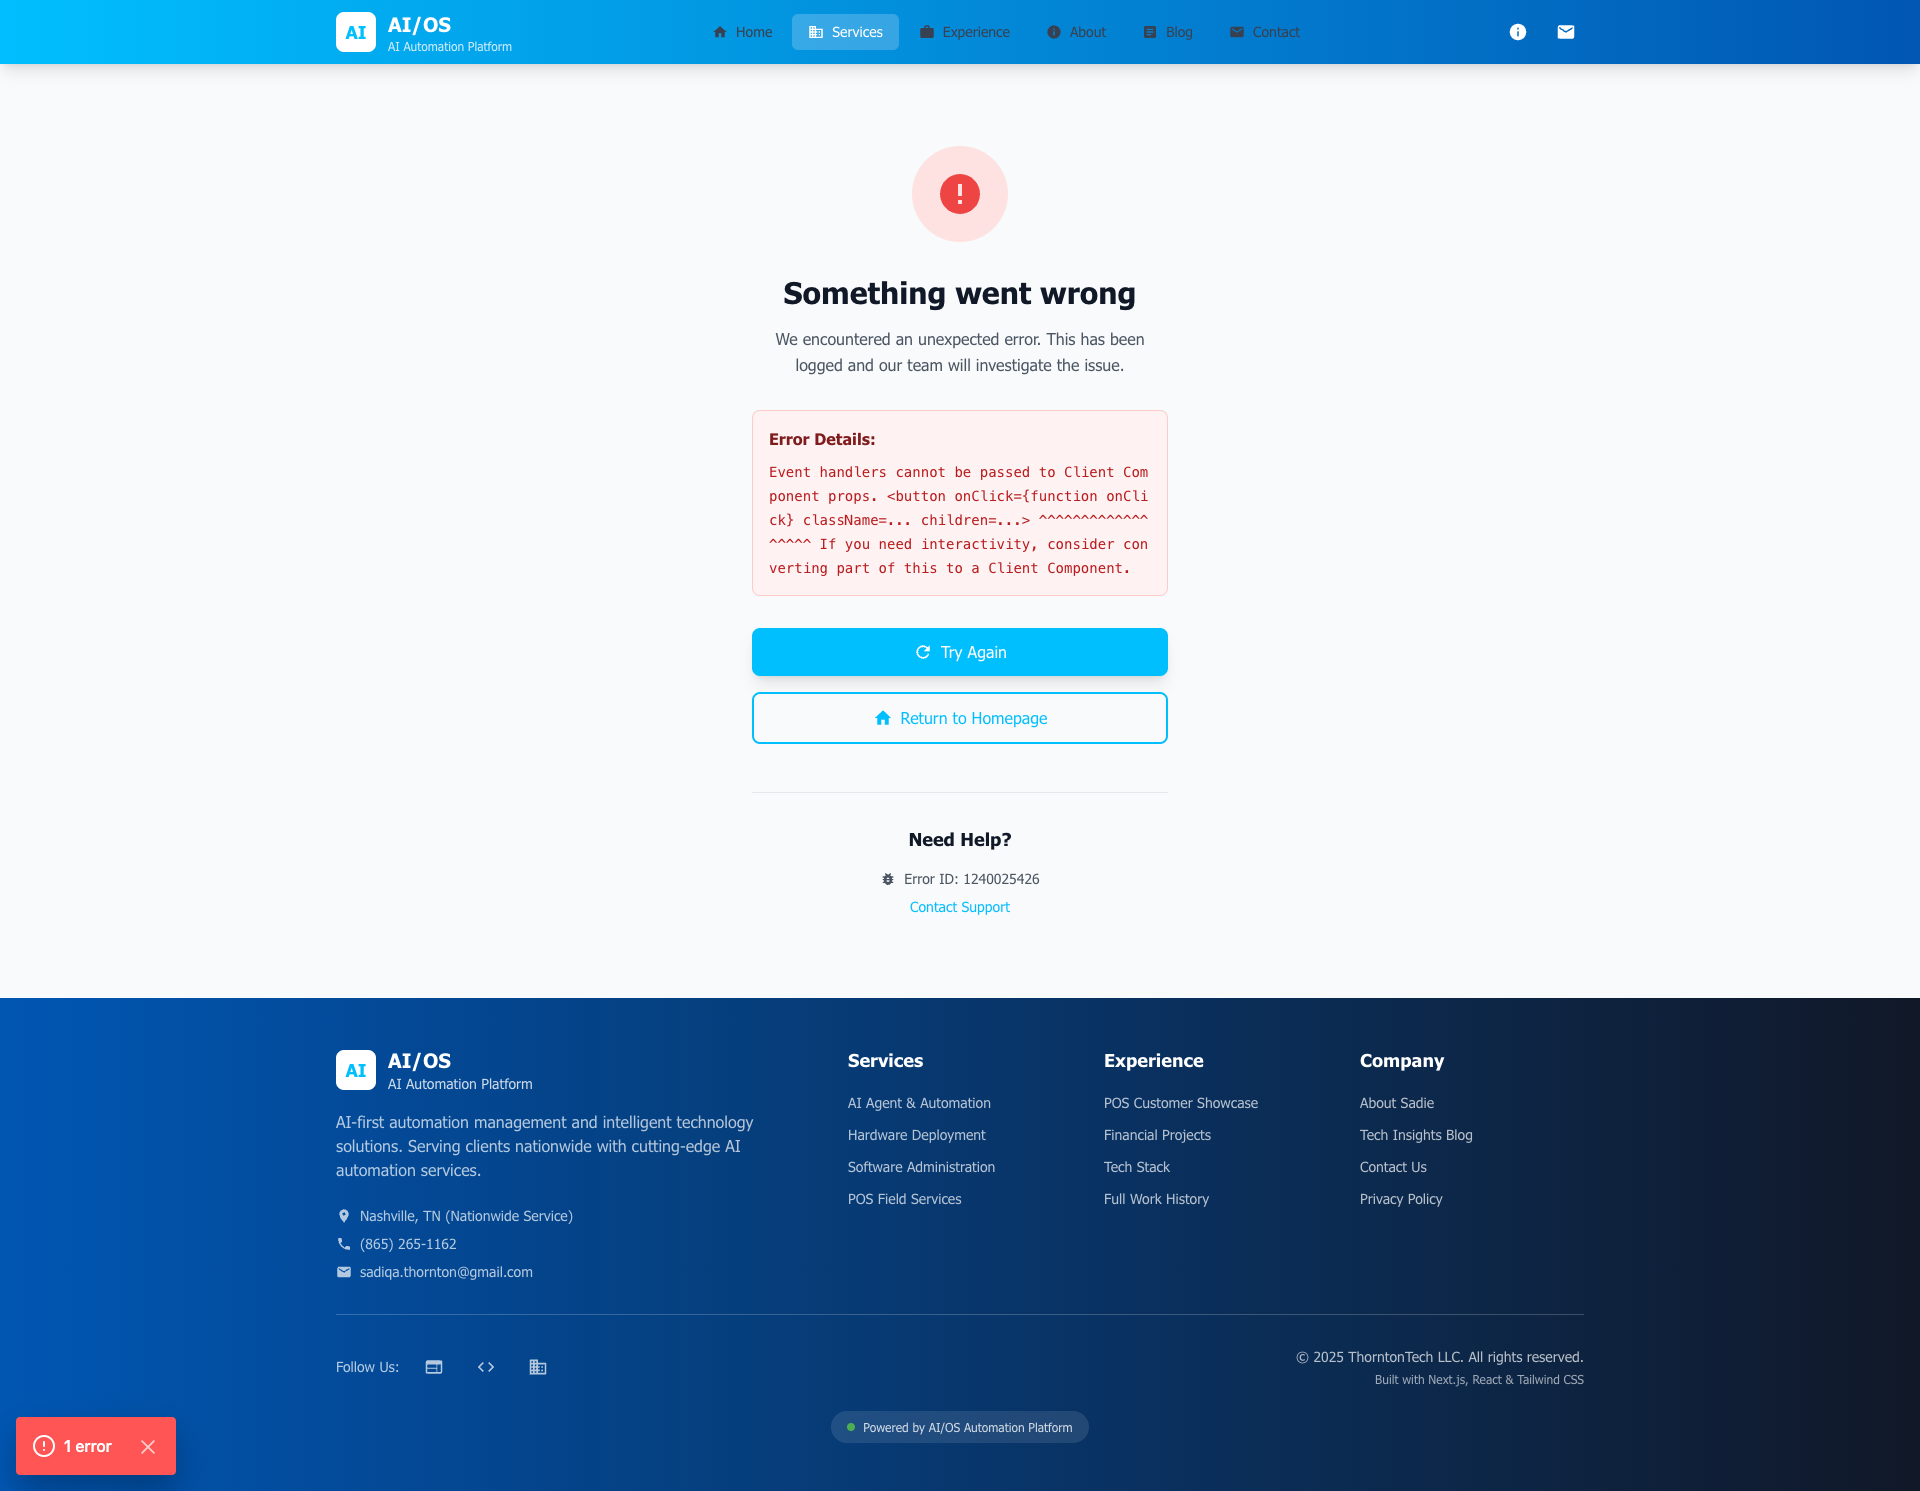 AI
AI/OS
AI Automation Platform
Home
Services
Experience
About
Blog
Contact
Something went wrong
We encountered an unexpected error. This has been
logged and our team will investigate the issue.
Error Details:
Event handlers cannot be passed to Client Com
ponent props. <button onClick={function onCli
ck} className=... children=...> ^^^^^^^^^^^^^
^^^^^ If you need interactivity, consider con
verting part of this to a Client Component.
Try Again
Return to Homepage
Need Help?
Error ID: 1240025426
Contact Support
AI
AI/OS
AI Automation Platform
AI-first automation management and intelligent technology
solutions. Serving clients nationwide with cutting-edge AI
automation services.
Nashville, TN (Nationwide Service)
(865) 265-1162
sadiqa.thornton@gmail.com
Services
AI Agent & Automation
Hardware Deployment
Software Administration
POS Field Services
Experience
POS Customer Showcase
Financial Projects
Tech Stack
Full Work History
Company
About Sadie
Tech Insights Blog
Contact Us
Privacy Policy
Follow Us:
© 2025 ThorntonTech LLC. All rights reserved.
Built with Next.js, React & Tailwind CSS
Powered by AI/OS Automation Platform
1 error